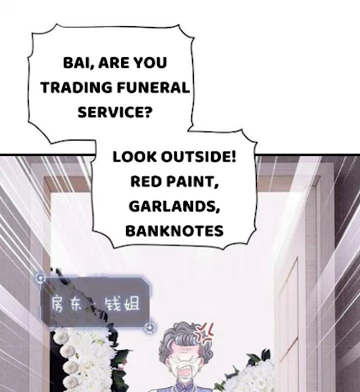 BAI, ARE YOU
TRADING FUNERAL
SERVICE?
LOOK OUTSIDE!
RED PAINT,
GARLANDS,
BANKNOTES
房东 钱姐